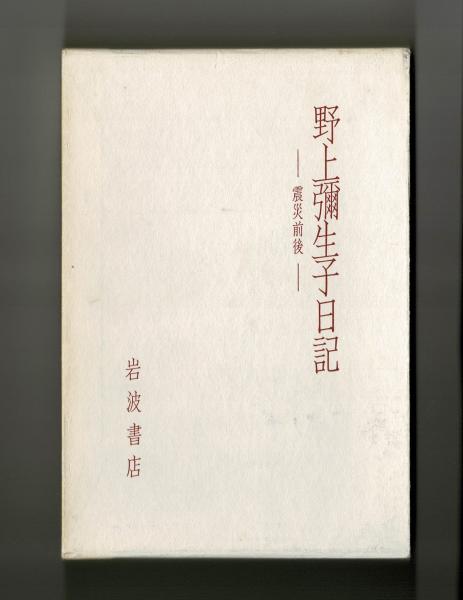 野上彌生子日記
―震災前後―
岩波書店